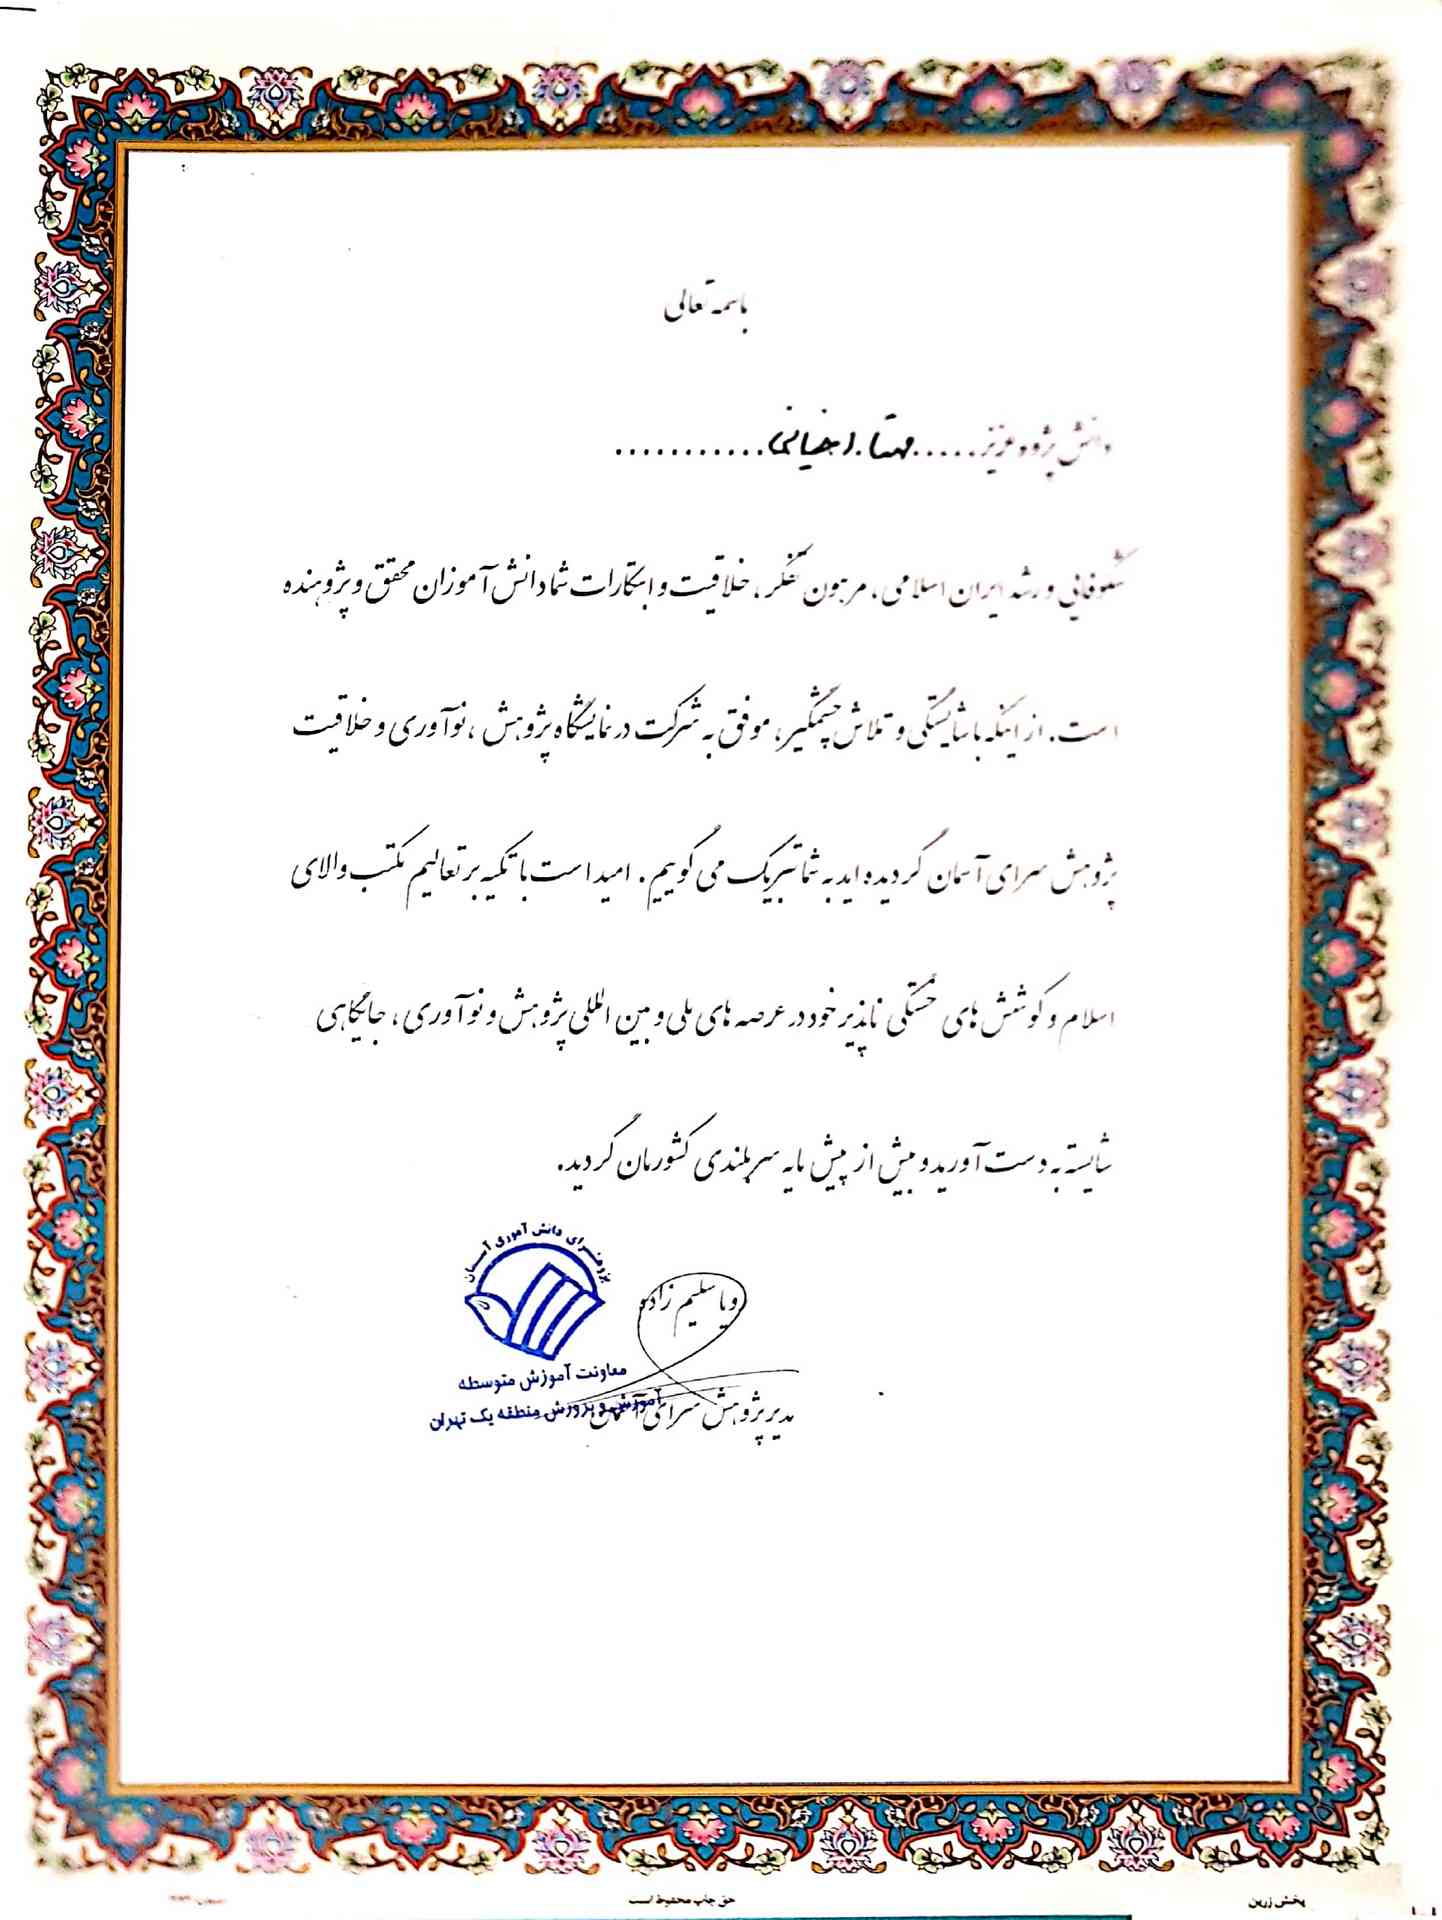 باسمه تعالی
دانش پژوه عزیز.....مهتا.........
شکوفائی و رشد ایران اسلامی، مرهون تفکر، خلاقیت و ابتکارات شما دانش آموزان محقق و پژوهنده
است. از اینکه با شایستگی و تلاش چشمگیر، موفق به شرکت در نمایشگاه پژوهش، نوآوری و خلاقیت
پژوهش سرای آسمان گردیده اید به شما تبریک می گوییم. امید است با تکیه بر تعالیم مکتب والای
اسلام و کوشش های خستگی ناپذیر خود در عرصه های ملی و بین المللی پژوهش و نوآوری، جایگاهی
شایسته به دست آورید و بیش از پیش مایه سربلندی کشورمان گردید.
پژوهشسرای دانش آموزی آسمان
رویا سلیم زاده
معاونت آموزش متوسطه
مدیر پژوهش سرای آسمان
آموزش و پرورش منطقه یک تهران
پخش زرین
حق چاپ محفوظ است